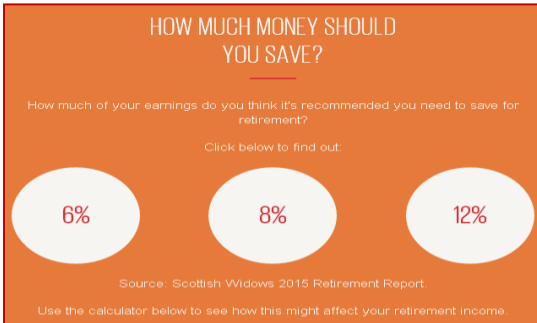 HOW MUCH MONEY SHOULD
YOU SAVE?
How much of your earnings do you think it's recommended you need to save for
retirement?
Click below to find out:
6% 8% 12%
Source: Scottish Widows 2015 Retirement Report.
Use the calculator below to see how this might affect your retirement income.